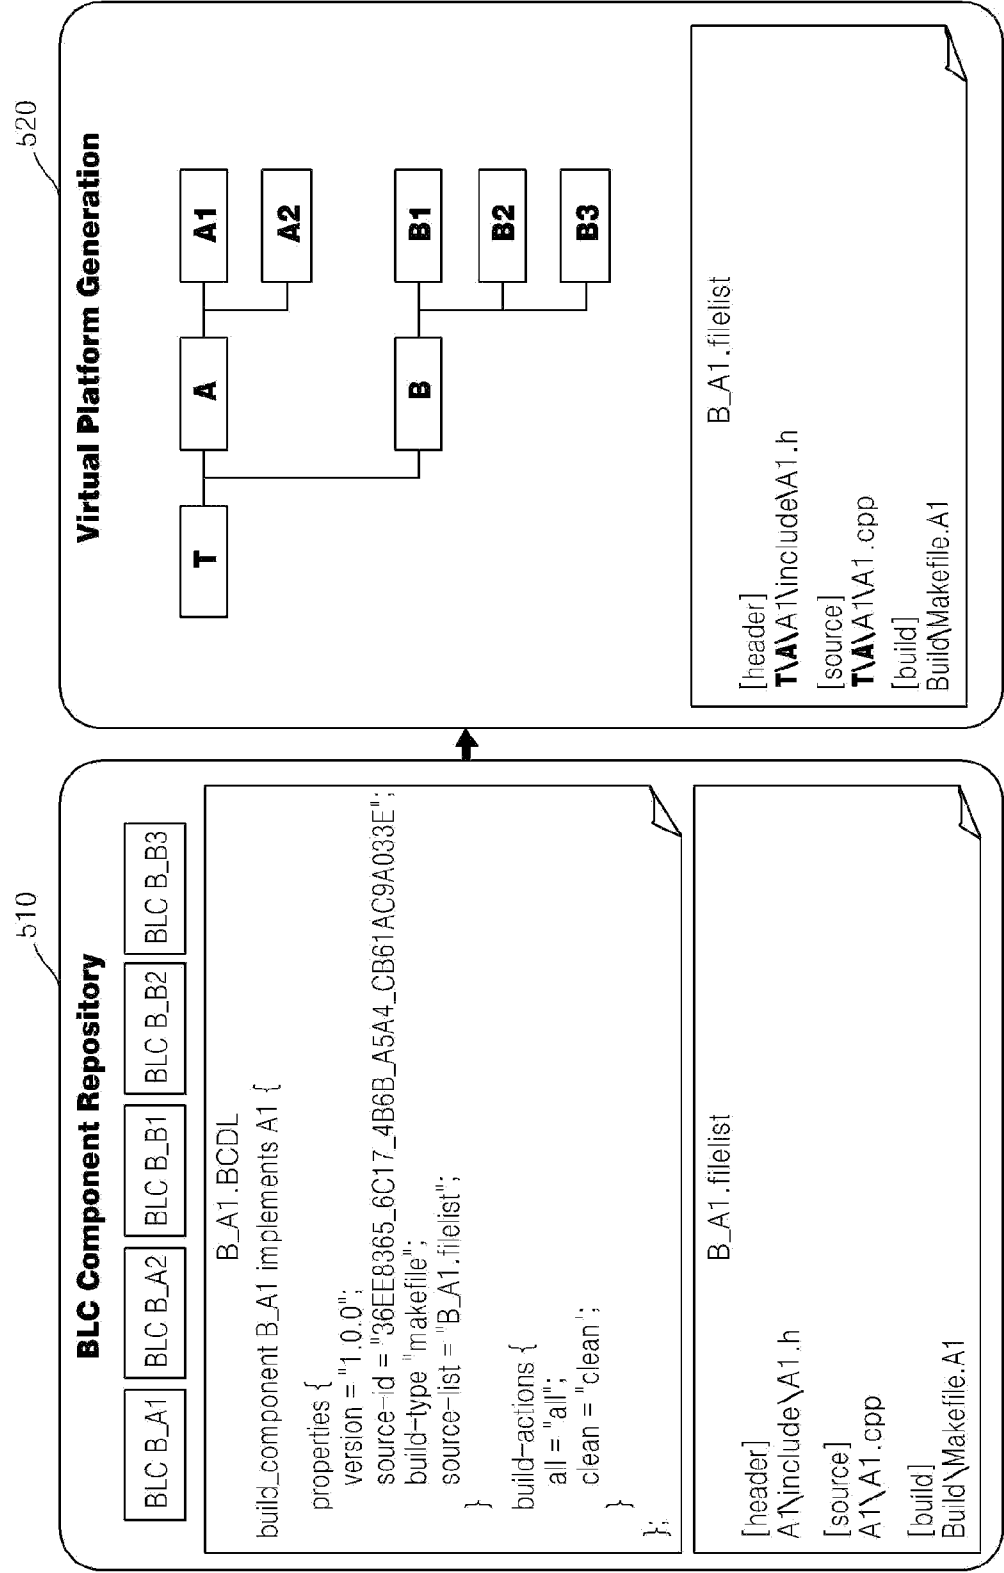 510
BLC Component Repository
BLC B_A1
BLC B_A2
BLC B_B1
BLC B_B2
BLC B_B3
B_A1.BCDL
build_component B_A1 implements A1 {
properties {
version = "1.0.0";
source-id = "36EE8365_6C17_4B6B_A5A4_CB61AC9A033E";
build-type "makefile";
source-list = "B_A1.filelist";
}
build-actions {
all = "all";
clean = "clean";
}
};
B_A1.filelist
[header]
A1\include\A1.h
[source]
A1\A1.cpp
[build]
Build\Makefile.A1
520
Virtual Platform Generation
T
A
A1
A2
B
B1
B2
B3
B_A1.filelist
[header]
T\A\A1\include\A1.h
[source]
T\A\A1\A1.cpp
[build]
Build\Makefile.A1